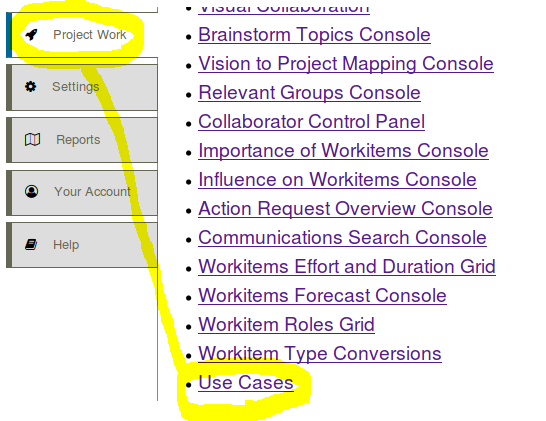 Visual Collaboration
Project Work
Brainstorm Topics Console
Vision to Project Mapping Console
Settings
Relevant Groups Console
Collaborator Control Panel
Reports
Importance of Workitems Console
Influence on Workitems Console
Your Account
Action Request Overview Console
Communications Search Console
Help
Workitems Effort and Duration Grid
Workitems Forecast Console
Workitem Roles Grid
Workitem Type Conversions
Use Cases